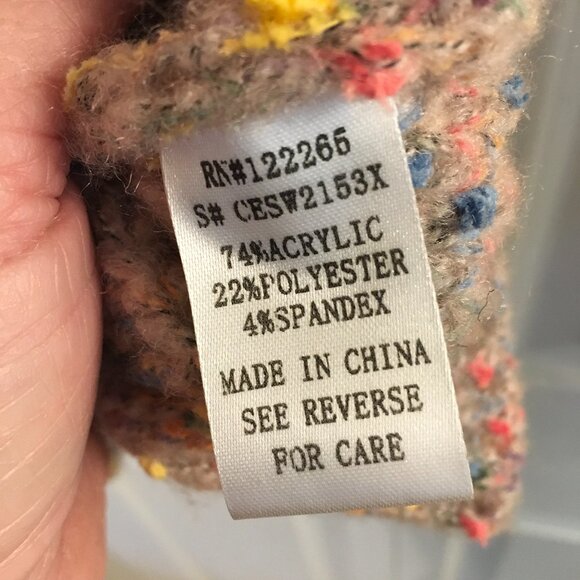 RN#122265
S# CESW2153X
74%ACRYLIC
22%POLYESTER
4%SPANDEX
MADE IN CHINA
SEE REVERSE
FOR CARE